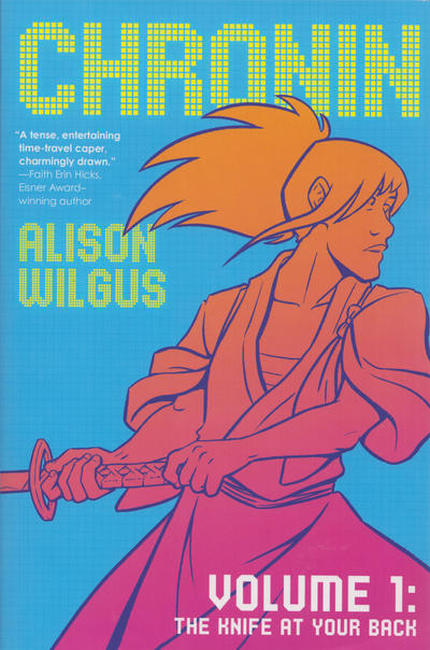 CHRONIN
"A tense, entertaining
time-travel caper,
charmingly drawn."
—Faith Erin Hicks,
Eisner Award–
winning author
ALISON
WILGUS
VOLUME 1:
THE KNIFE AT YOUR BACK